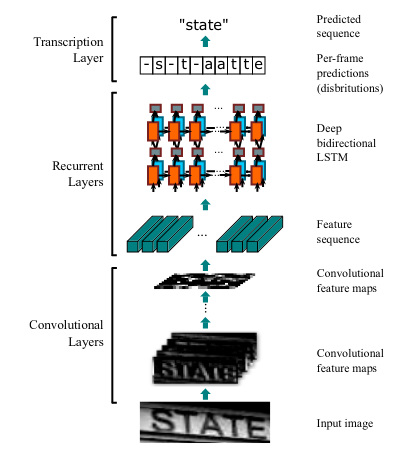 "state"
Predicted
sequence
Transcription
Layer
-s-t-aatte
Per-frame
predictions
(disbritutions)
Recurrent
Layers
Deep
bidirectional
LSTM
...
Feature
sequence
Convolutional
feature maps
Convolutional
Layers
STATE
Convolutional
feature maps
STATE
Input image